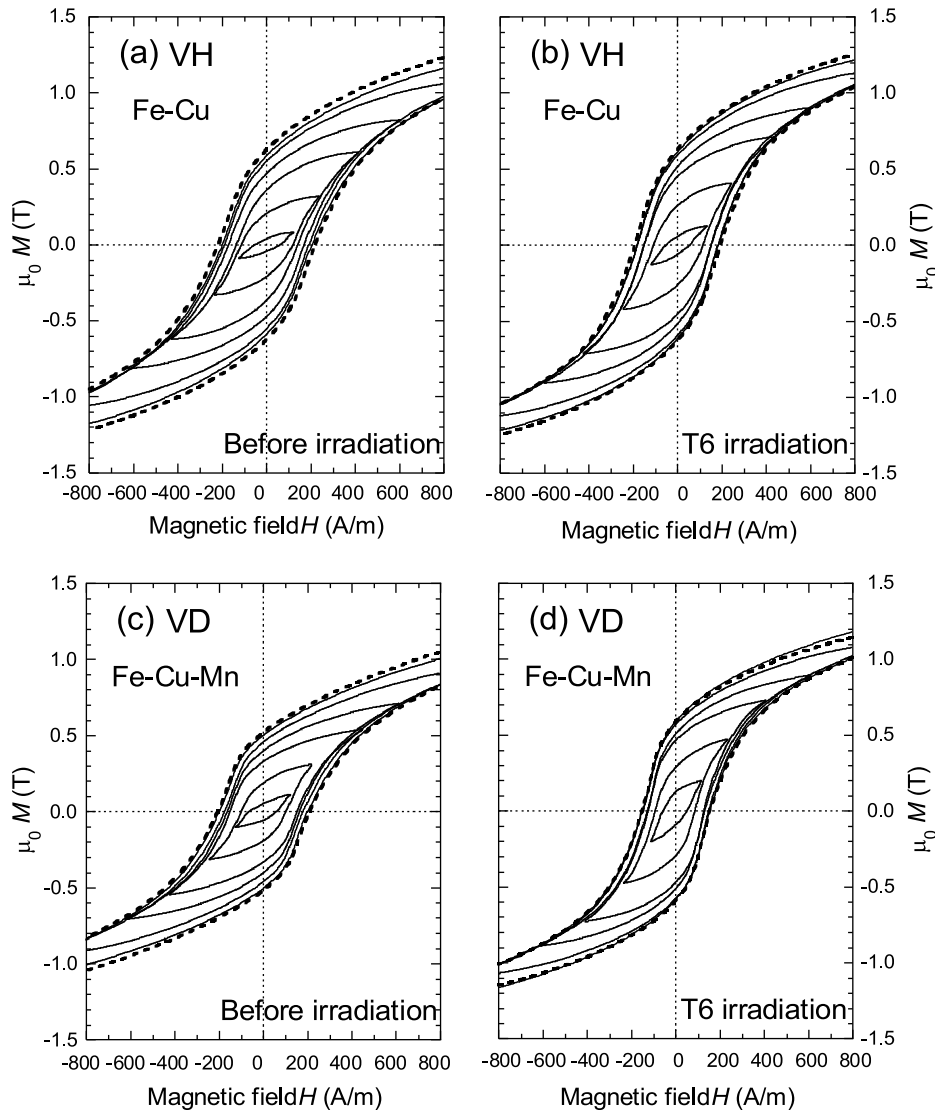 (a) VH
Fe-Cu
Before irradiation
1.5
1.0
0.5
0.0
-0.5
-1.0
-1.5
μ0 M (T)
-800 -600 -400 -200 0 200 400 600 800
Magnetic fieldH (A/m)
(b) VH
Fe-Cu
T6 irradiation
1.5
1.0
0.5
0.0
-0.5
-1.0
-1.5
μ0 M (T)
-800 -600 -400 -200 0 200 400 600 800
Magnetic fieldH (A/m)
(c) VD
Fe-Cu-Mn
Before irradiation
1.5
1.0
0.5
0.0
-0.5
-1.0
-1.5
μ0 M (T)
-800 -600 -400 -200 0 200 400 600 800
Magnetic fieldH (A/m)
(d) VD
Fe-Cu-Mn
T6 irradiation
1.5
1.0
0.5
0.0
-0.5
-1.0
-1.5
μ0 M (T)
-800 -600 -400 -200 0 200 400 600 800
Magnetic fieldH (A/m)